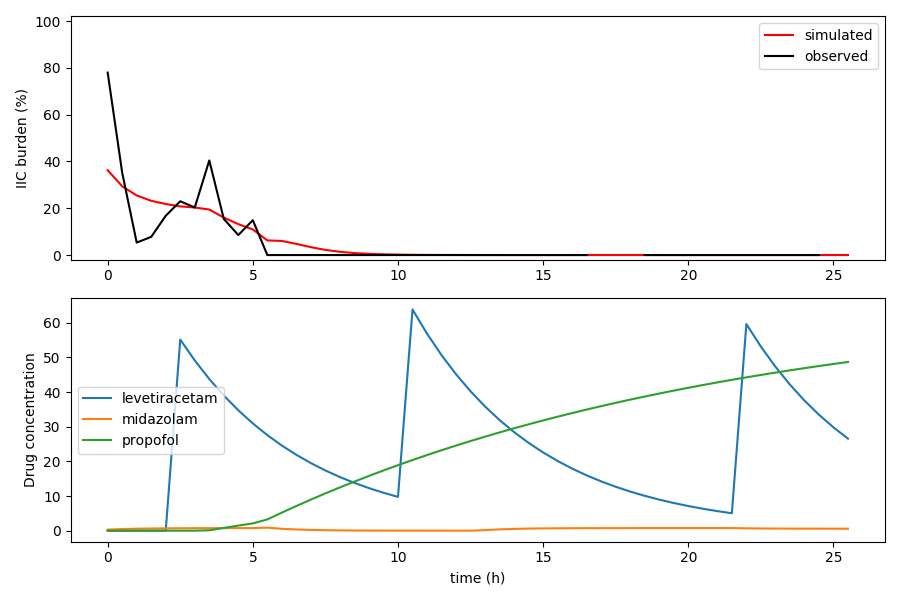 IIC burden (%)
100
80
60
40
20
0
simulated
observed
0 5 10 15 20 25
Drug concentration
60
50
40
30
20
10
0
levetiracetam
midazolam
propofol
0 5 10 15 20 25
time (h)